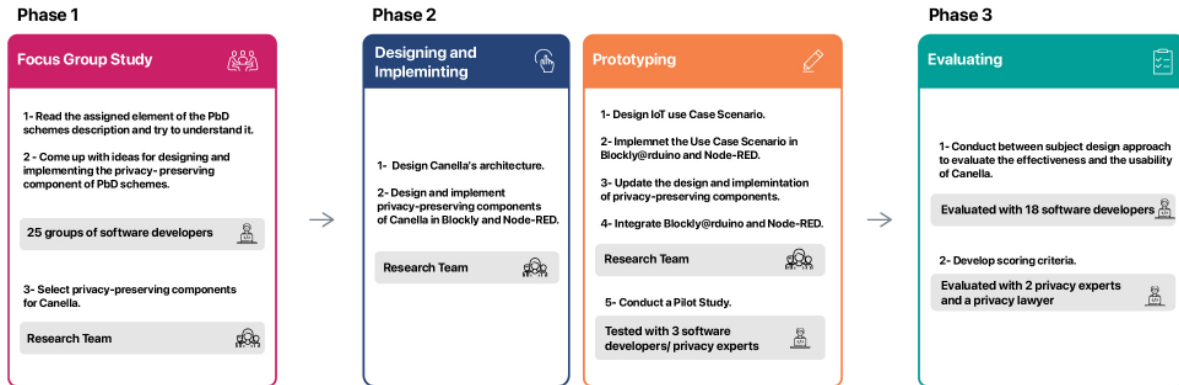 Phase 1
Focus Group Study
1- Read the assigned element of the PbD
schemes description and try to understand it.
2 - Come up with ideas for designing and
implementing the privacy- preserving
component of PbD schemes.
25 groups of software developers
3- Select privacy-preserving components
for Canella.
Research Team
Phase 2
Designing and
Impleminting
1- Design Canella's architecture.
2- Design and implement
privacy-preserving components
of Canella in Blockly and Node-RED.
Research Team
Prototyping
1- Design IoT use Case Scenario.
2- Implemnet the Use Case Scenario in
Blockly@rduino and Node-RED.
3- Update the design and implemintation
of privacy-preserving components.
4- Integrate Blockly@rduino and Node-RED.
Research Team
5- Conduct a Pilot Study.
Tested with 3 software
developers/ privacy experts
Phase 3
Evaluating
1- Conduct between subject design approach
to evaluate the effectiveness and the usability
of Canella.
Evaluated with 18 software developers
2- Develop scoring criteria.
Evaluated with 2 privacy experts
and a privacy lawyer